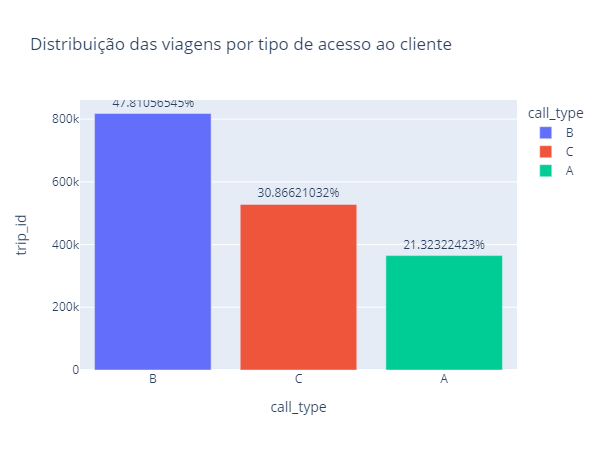 Distribuição das viagens por tipo de acesso ao cliente
47.81056545%
30.86621032%
21.32322423%
800k
600k
400k
200k
0
trip_id
B
C
A
call_type
call_type
B
C
A